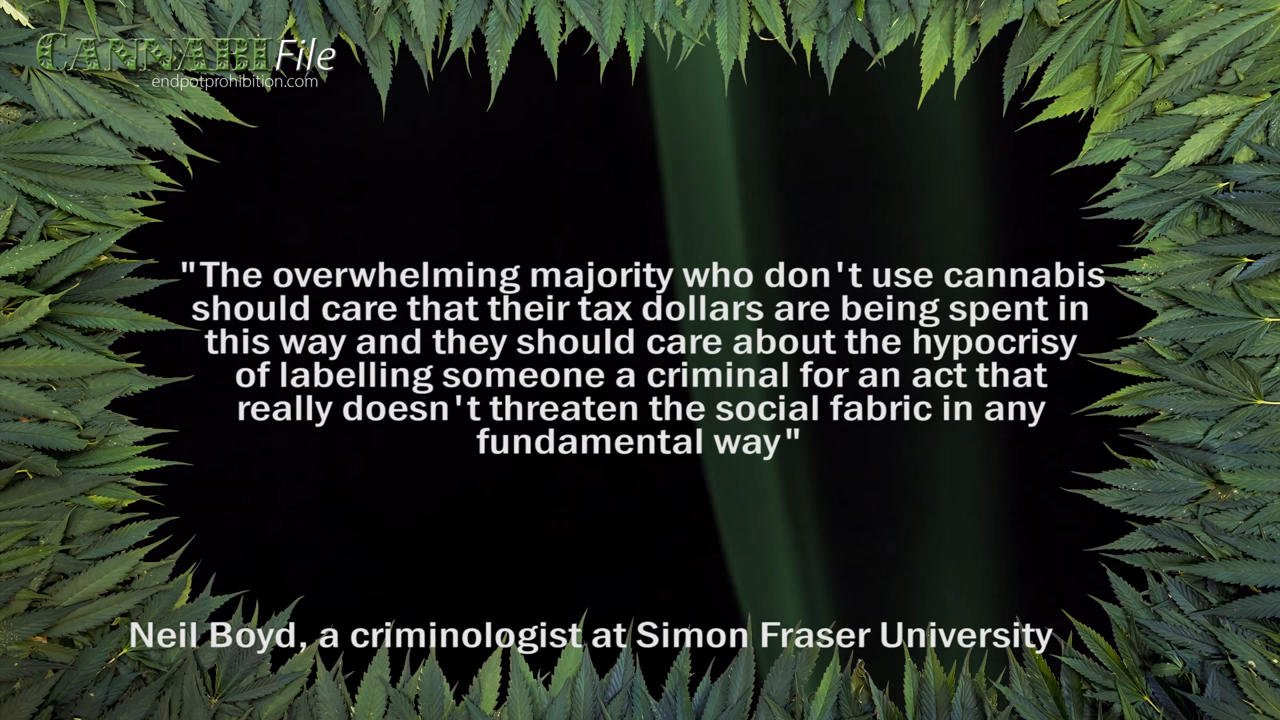 CANNABIFile
endpotprohibition.com
"The overwhelming majority who don't use cannabis
should care that their tax dollars are being spent in
this way and they should care about the hypocrisy
of labelling someone a criminal for an act that
really doesn't threaten the social fabric in any
fundamental way"
Neil Boyd, a criminologist at Simon Fraser University